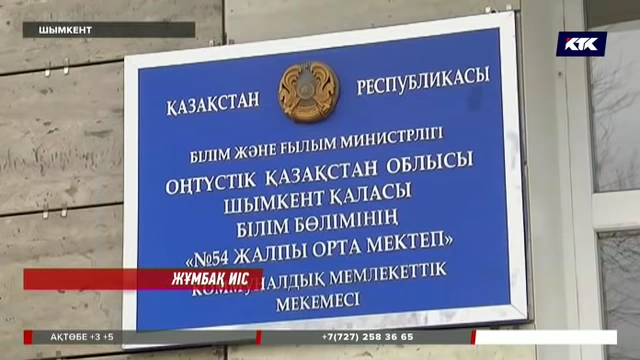 ШЫМКЕНТ
КТК
ҚАЗАҚСТАН РЕСПУБЛИКАСЫ
БІЛІМ ЖӘНЕ ҒЫЛЫМ МИНИСТРЛІГІ
ОҢТҮСТІК ҚАЗАҚСТАН ОБЛЫСЫ
ШЫМКЕНТ ҚАЛАСЫ
БІЛІМ БӨЛІМІНІҢ
«№54 ЖАЛПЫ ОРТА МЕКТЕП»
ЖҰМБАҚ ИІС
КОММУНАЛДЫҚ МЕМЛЕКЕТТІК
МЕКЕМЕСІ
АҚТӨБЕ +3 +5
+7(727) 258 36 65